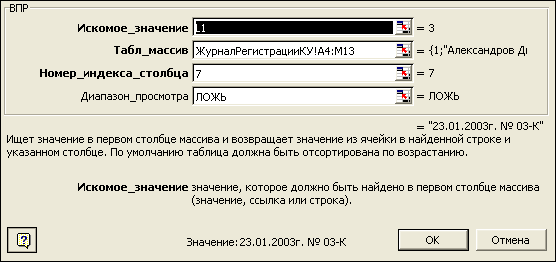 ВПР
Искомое_значение L1 = 3
Табл_массив ЖурналРегистрацииКУ!A4:M13 = {1;"Александров Ді
Номер_индекса_столбца 7 = 7
Диапазон_просмотра ЛОЖЬ = ЛОЖЬ
= "23.01.2003г. № 03-К"
Ищет значение в первом столбце массива и возвращает значение из ячейки в найденной строке и
указанном столбце. По умолчанию таблица должна быть отсортирована по возрастанию.
Искомое_значение значение, которое должно быть найдено в первом столбце массива
(значение, ссылка или строка).
Значение:23.01.2003г. № 03-К
ОК
Отмена